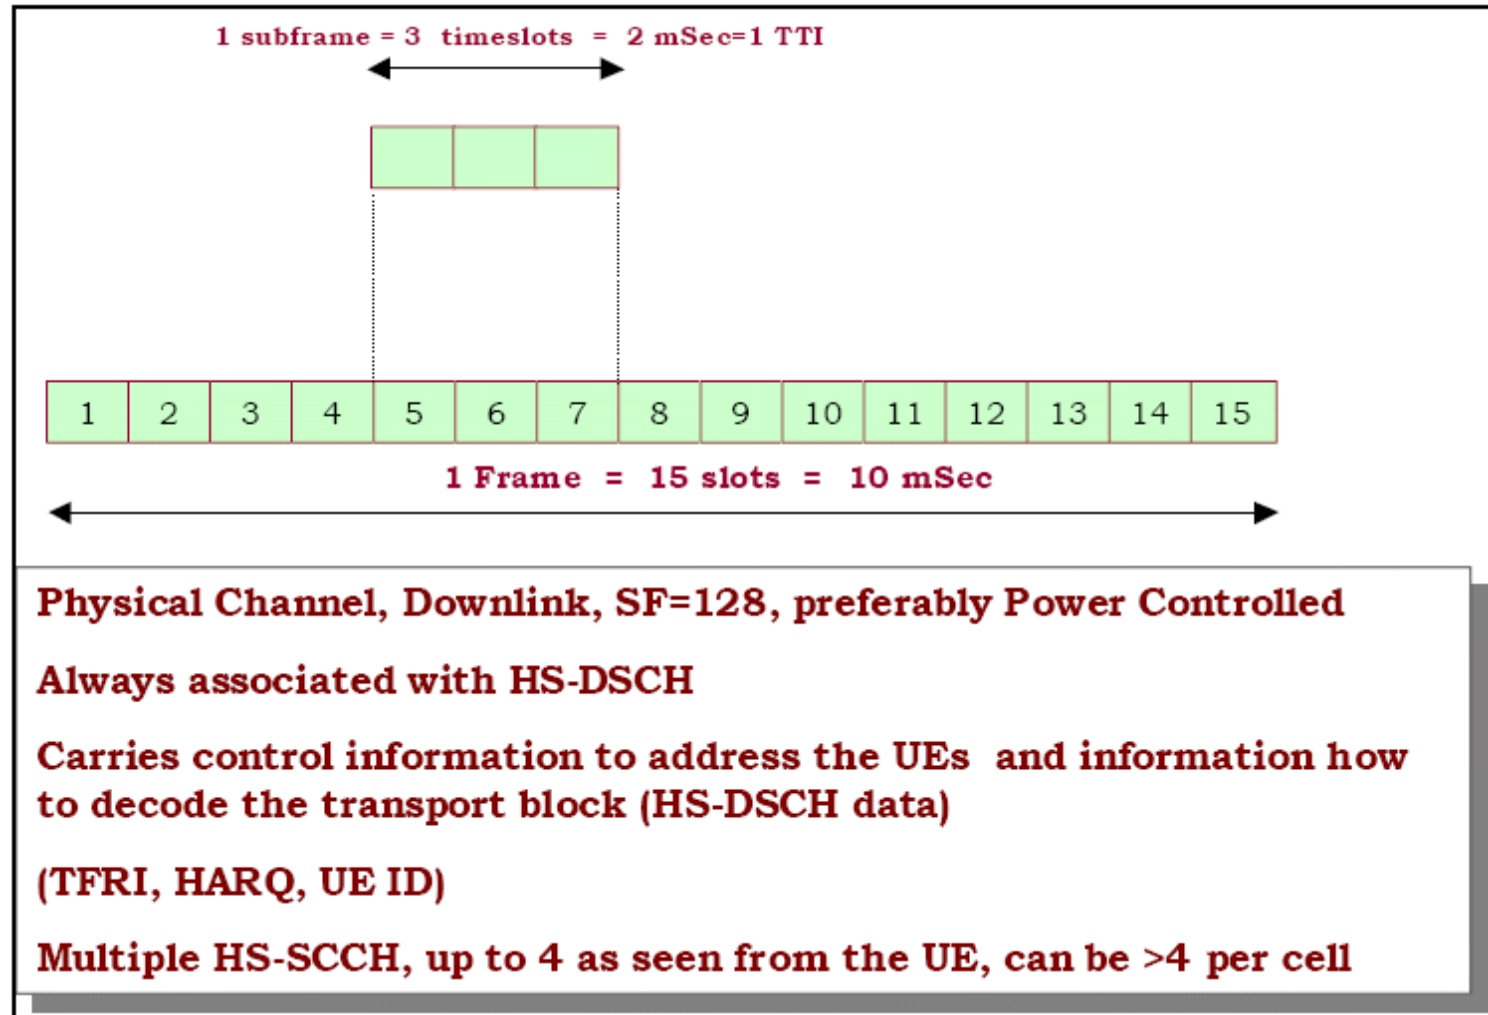 1 subframe = 3 timeslots = 2 mSec=1 TTI
1 2 3 4 5 6 7 8 9 10 11 12 13 14 15
1 Frame = 15 slots = 10 mSec
Physical Channel, Downlink, SF=128, preferably Power Controlled
Always associated with HS-DSCH
Carries control information to address the UEs and information how
to decode the transport block (HS-DSCH data)
(TFRI, HARQ, UE ID)
Multiple HS-SCCH, up to 4 as seen from the UE, can be >4 per cell